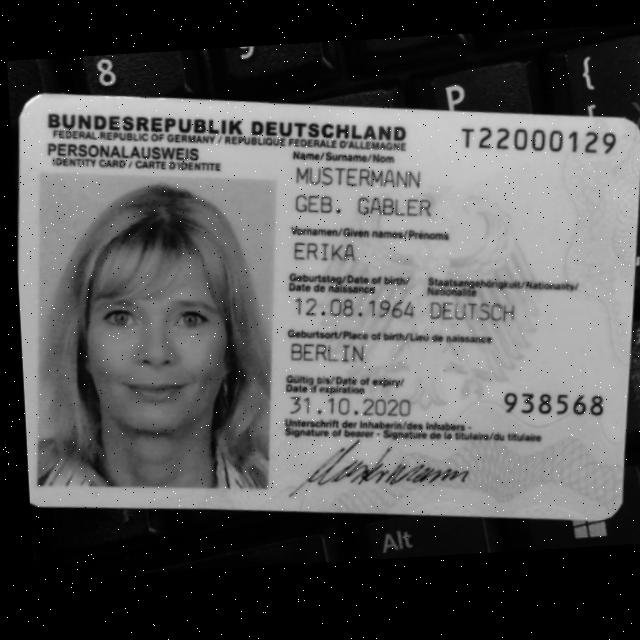 8
P
{
[
BUNDESREPUBLIK DEUTSCHLAND
FEDERAL REPUBLIC OF GERMANY / REPUBLIQUE FEDERALE D'ALLEMAGNE
PERSONALAUSWEIS
IDENTITY CARD / CARTE D'IDENTITE
T22000129
Name/Surname/Nom
MUSTERMANN
GEB. GABLER
Vornamen/Given names/Prénoms
ERIKA
Geburtstag/Date of birth/ Staatsangehörigkeit/Nationality/
Date de naissance
12.08.1964 DEUTSCH
Geburtsort/Place of birth/Lieu de naissance
BERLIN
Gültig bis/Date of expiry/
31.10.2020
938568
Unterschrift der Inhaberin/des Inhabers
Signature of bearer - Signature de la titulaire/du titulaire
Mustermann
Alt